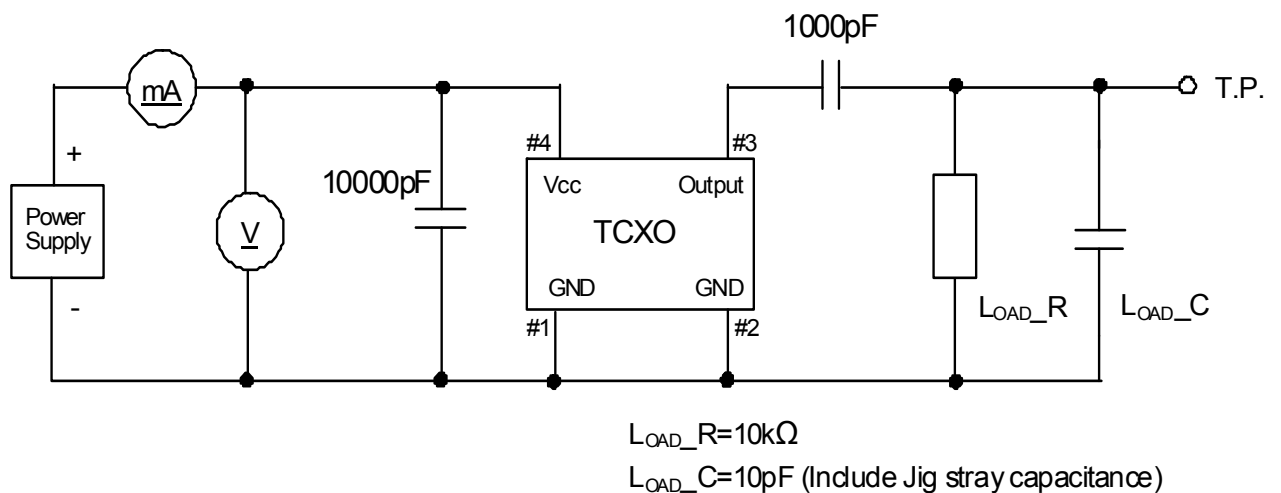 1000pF
mA
T.P.
+
#4
#3
10000pF
Vcc
Output
Power
Supply
V
TCXO
GND
GND
-
#1
#2
LOAD_R
LOAD_C
LOAD_R=10kΩ
LOAD_C=10pF (Include Jig stray capacitance)